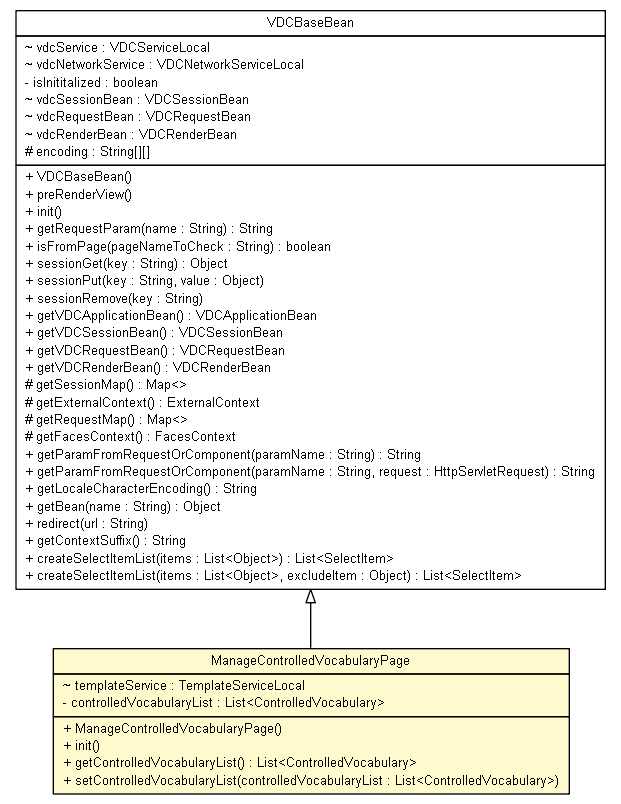 VDCBaseBean
~ vdcService : VDCServiceLocal
~ vdcNetworkService : VDCNetworkServiceLocal
- isInititalized : boolean
~ vdcSessionBean : VDCSessionBean
~ vdcRequestBean : VDCRequestBean
~ vdcRenderBean : VDCRenderBean
# encoding : String[][]
+ VDCBaseBean()
+ preRenderView()
+ init()
+ getRequestParam(name : String) : String
+ isFromPage(pageNameToCheck : String) : boolean
+ sessionGet(key : String) : Object
+ sessionPut(key : String, value : Object)
+ sessionRemove(key : String)
+ getVDCApplicationBean() : VDCApplicationBean
+ getVDCSessionBean() : VDCSessionBean
+ getVDCRequestBean() : VDCRequestBean
+ getVDCRenderBean() : VDCRenderBean
# getSessionMap() : Map<>
# getExternalContext() : ExternalContext
# getRequestMap() : Map<>
# getFacesContext() : FacesContext
+ getParamFromRequestOrComponent(paramName : String) : String
+ getParamFromRequestOrComponent(paramName : String, request : HttpServletRequest) : String
+ getLocaleCharacterEncoding() : String
+ getBean(name : String) : Object
+ redirect(url : String)
+ getContextSuffix() : String
+ createSelectItemList(items : List<Object>) : List<SelectItem>
+ createSelectItemList(items : List<Object>, excludeItem : Object) : List<SelectItem>
ManageControlledVocabularyPage
~ templateService : TemplateServiceLocal
- controlledVocabularyList : List<ControlledVocabulary>
+ ManageControlledVocabularyPage()
+ init()
+ getControlledVocabularyList() : List<ControlledVocabulary>
+ setControlledVocabularyList(controlledVocabularyList : List<ControlledVocabulary>)